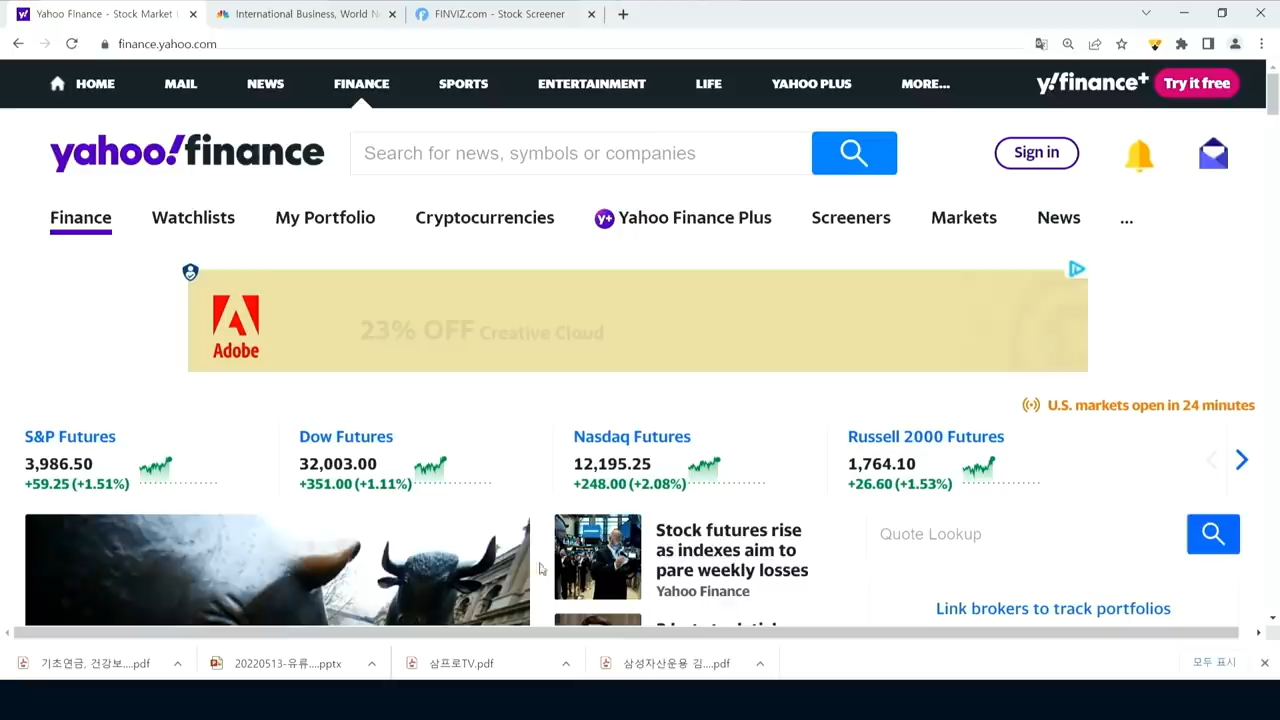 Yahoo Finance - Stock Market
International Business, World N
FINVIZ.com - Stock Screener
finance.yahoo.com
HOME MAIL NEWS FINANCE SPORTS ENTERTAINMENT LIFE YAHOO PLUS MORE... y!finance+ Try it free
yahoo!finance
Search for news, symbols or companies
Sign in
Finance Watchlists My Portfolio Cryptocurrencies y+ Yahoo Finance Plus Screeners Markets News ...
Adobe
23% OFF Creative Cloud
U.S. markets open in 24 minutes
S&P Futures
3,986.50
+59.25 (+1.51%)
Dow Futures
32,003.00
+351.00 (+1.11%)
Nasdaq Futures
12,195.25
+248.00 (+2.08%)
Russell 2000 Futures
1,764.10
+26.60 (+1.53%)
Stock futures rise
as indexes aim to
pare weekly losses
Yahoo Finance
Quote Lookup
Link brokers to track portfolios
기초연금, 건강보....pdf
20220513-유류....pptx
삼프로TV.pdf
삼성자산운용 김....pdf
모두 표시